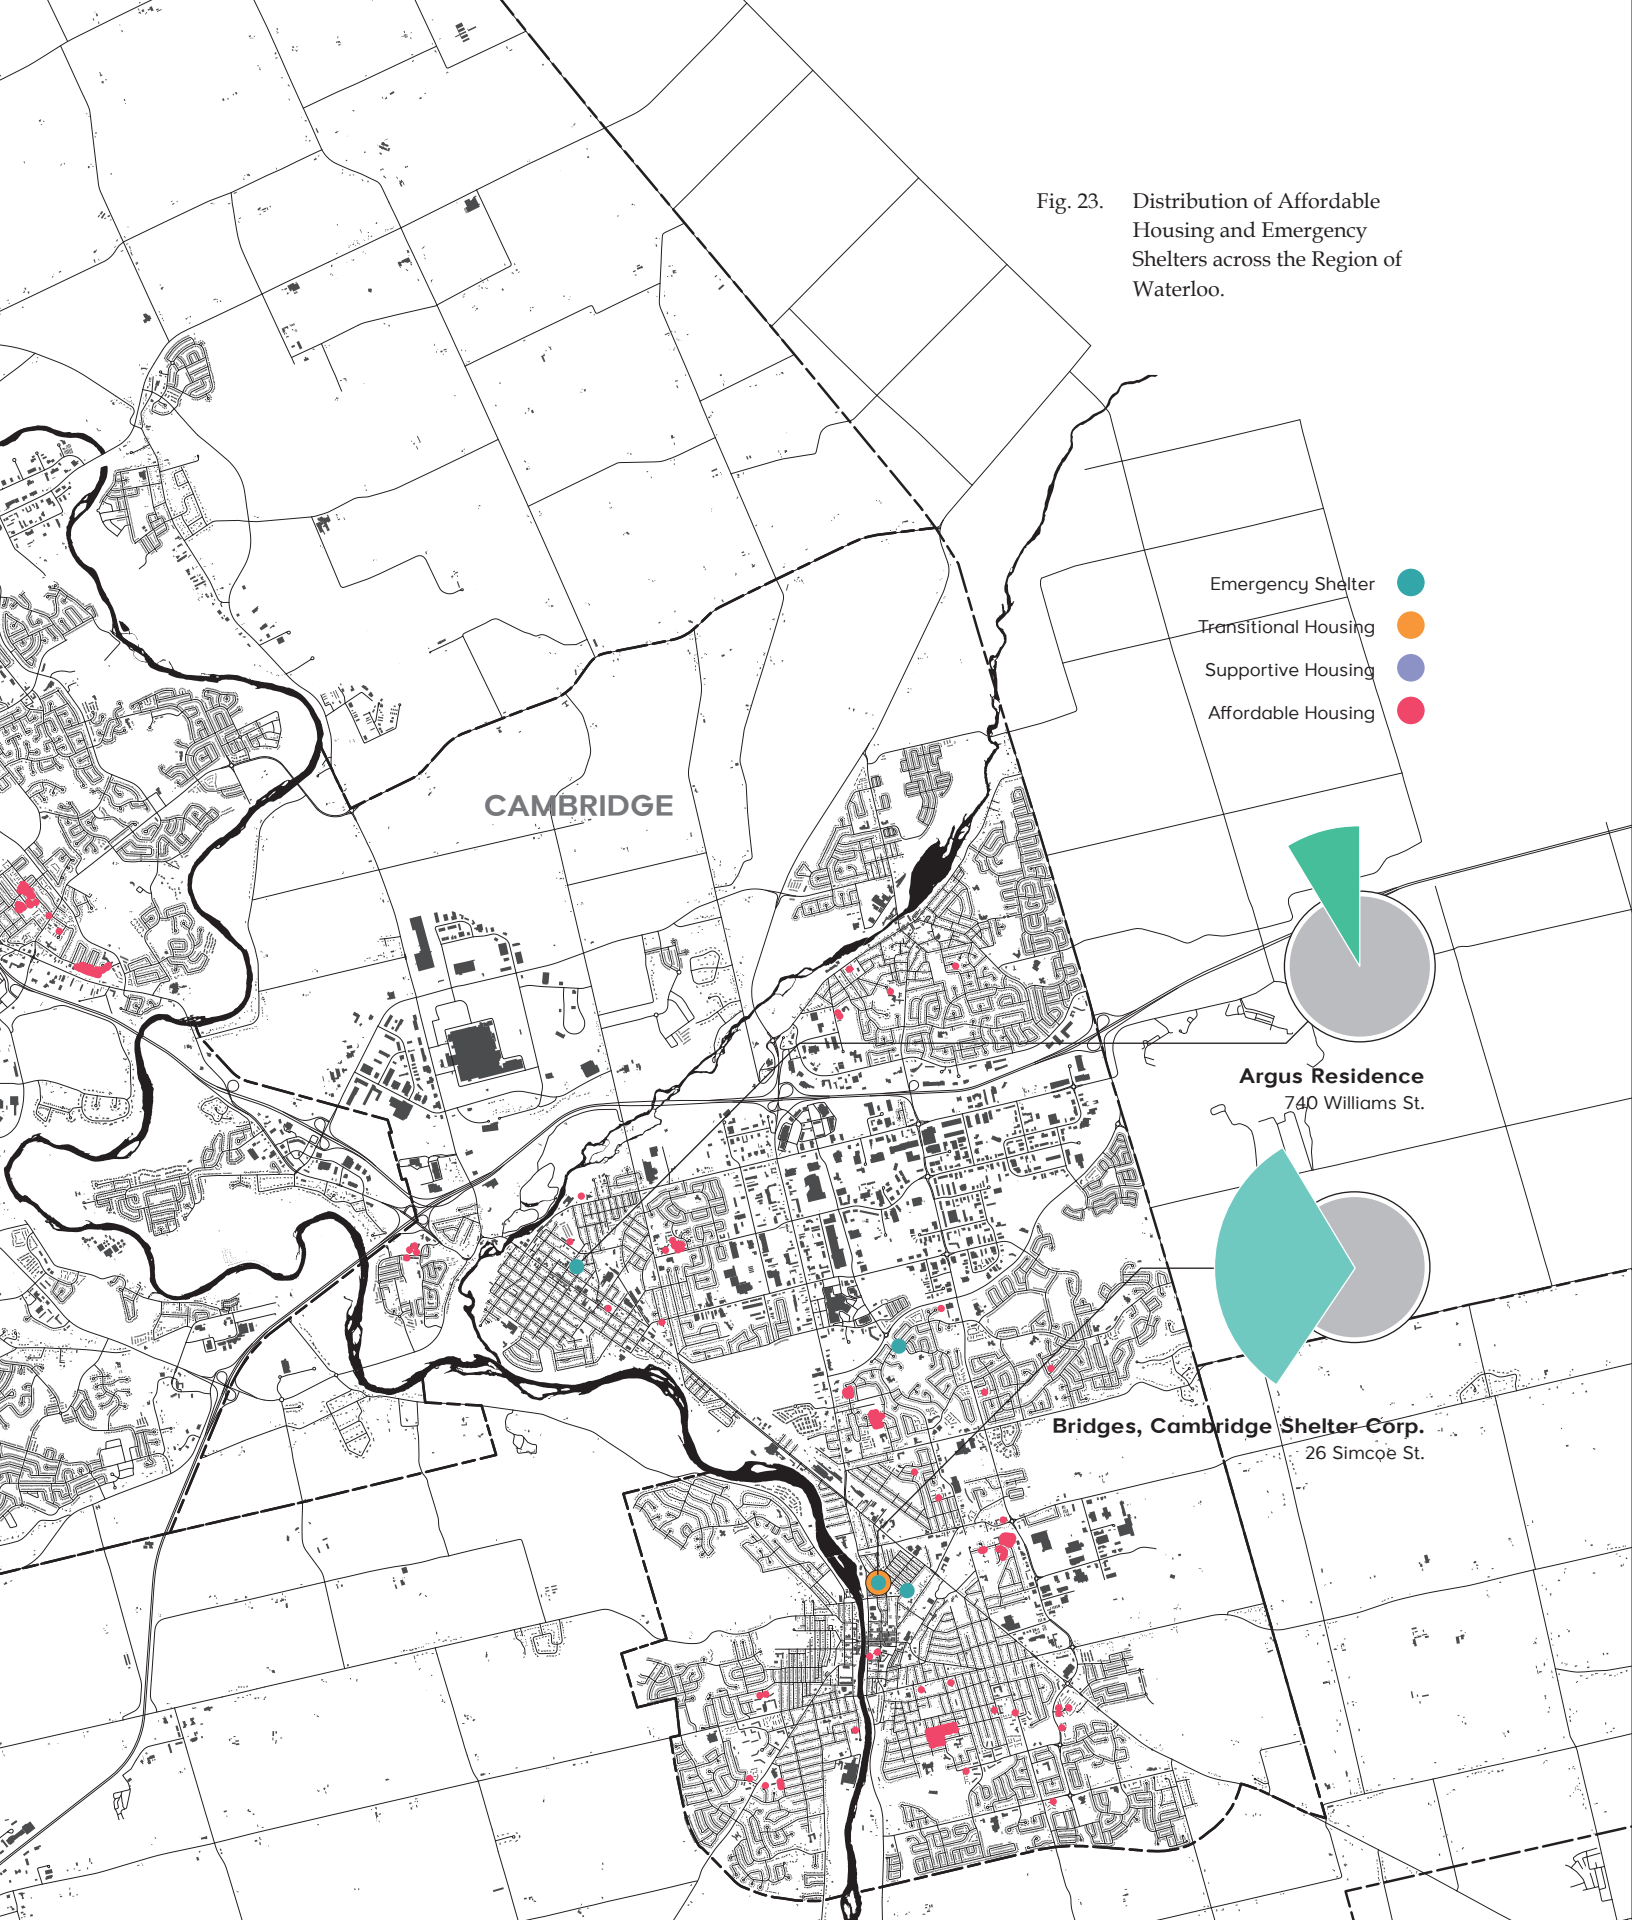 Fig. 23. Distribution of Affordable
Housing and Emergency
Shelters across the Region of
Waterloo.
Emergency Shelter
Transitional Housing
Supportive Housing
Affordable Housing
CAMBRIDGE
Argus Residence
740 Williams St.
Bridges, Cambridge Shelter Corp.
26 Simcoe St.